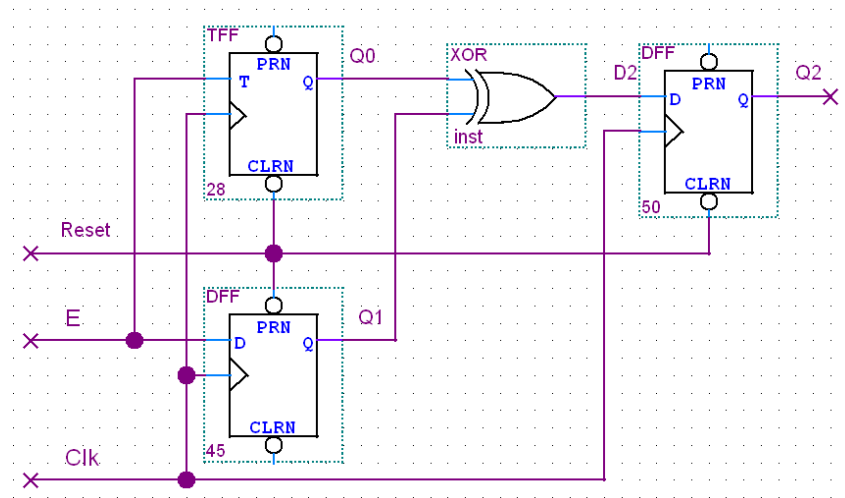 TFF
Q0
PRN
T
Q
CLRN
28
XOR
inst
D2
DFF
Q2
PRN
D
Q
CLRN
50
Reset
E
DFF
Q1
PRN
D
Q
CLRN
45
Clk